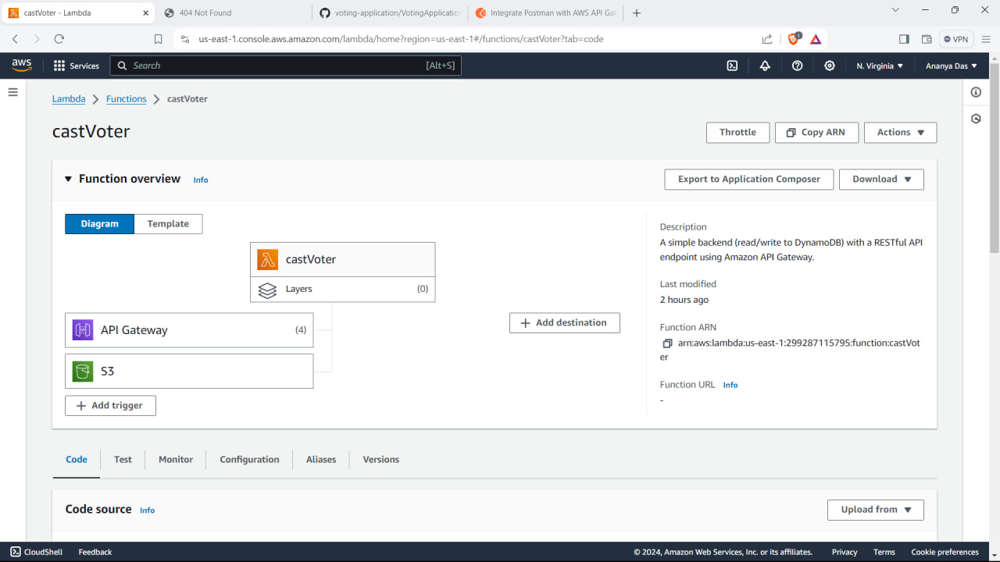 castVoter - Lambda
404 Not Found
voting-application/VotingApplication
Integrate Postman with AWS API Gat
us-east-1.console.aws.amazon.com/lambda/home?region=us-east-1#/functions/castVoter?tab=code
1
VPN
aws
Services
Search
[Alt+S]
N. Virginia
Ananya Das
Lambda
Functions
castVoter
castVoter
Throttle
Copy ARN
Actions
Function overview
Info
Export to Application Composer
Download
Diagram
Template
castVoter
Layers
(0)
API Gateway
(4)
S3
Add trigger
Add destination
Description
A simple backend (read/write to DynamoDB) with a RESTful API
endpoint using Amazon API Gateway.
Last modified
2 hours ago
Function ARN
arn:aws:lambda:us-east-1:299287115795:function:castVot
er
Function URL
Info
-
Code
Test
Monitor
Configuration
Aliases
Versions
Code source
Info
Upload from
CloudShell
Feedback
© 2024, Amazon Web Services, Inc. or its affiliates.
Privacy
Terms
Cookie preferences